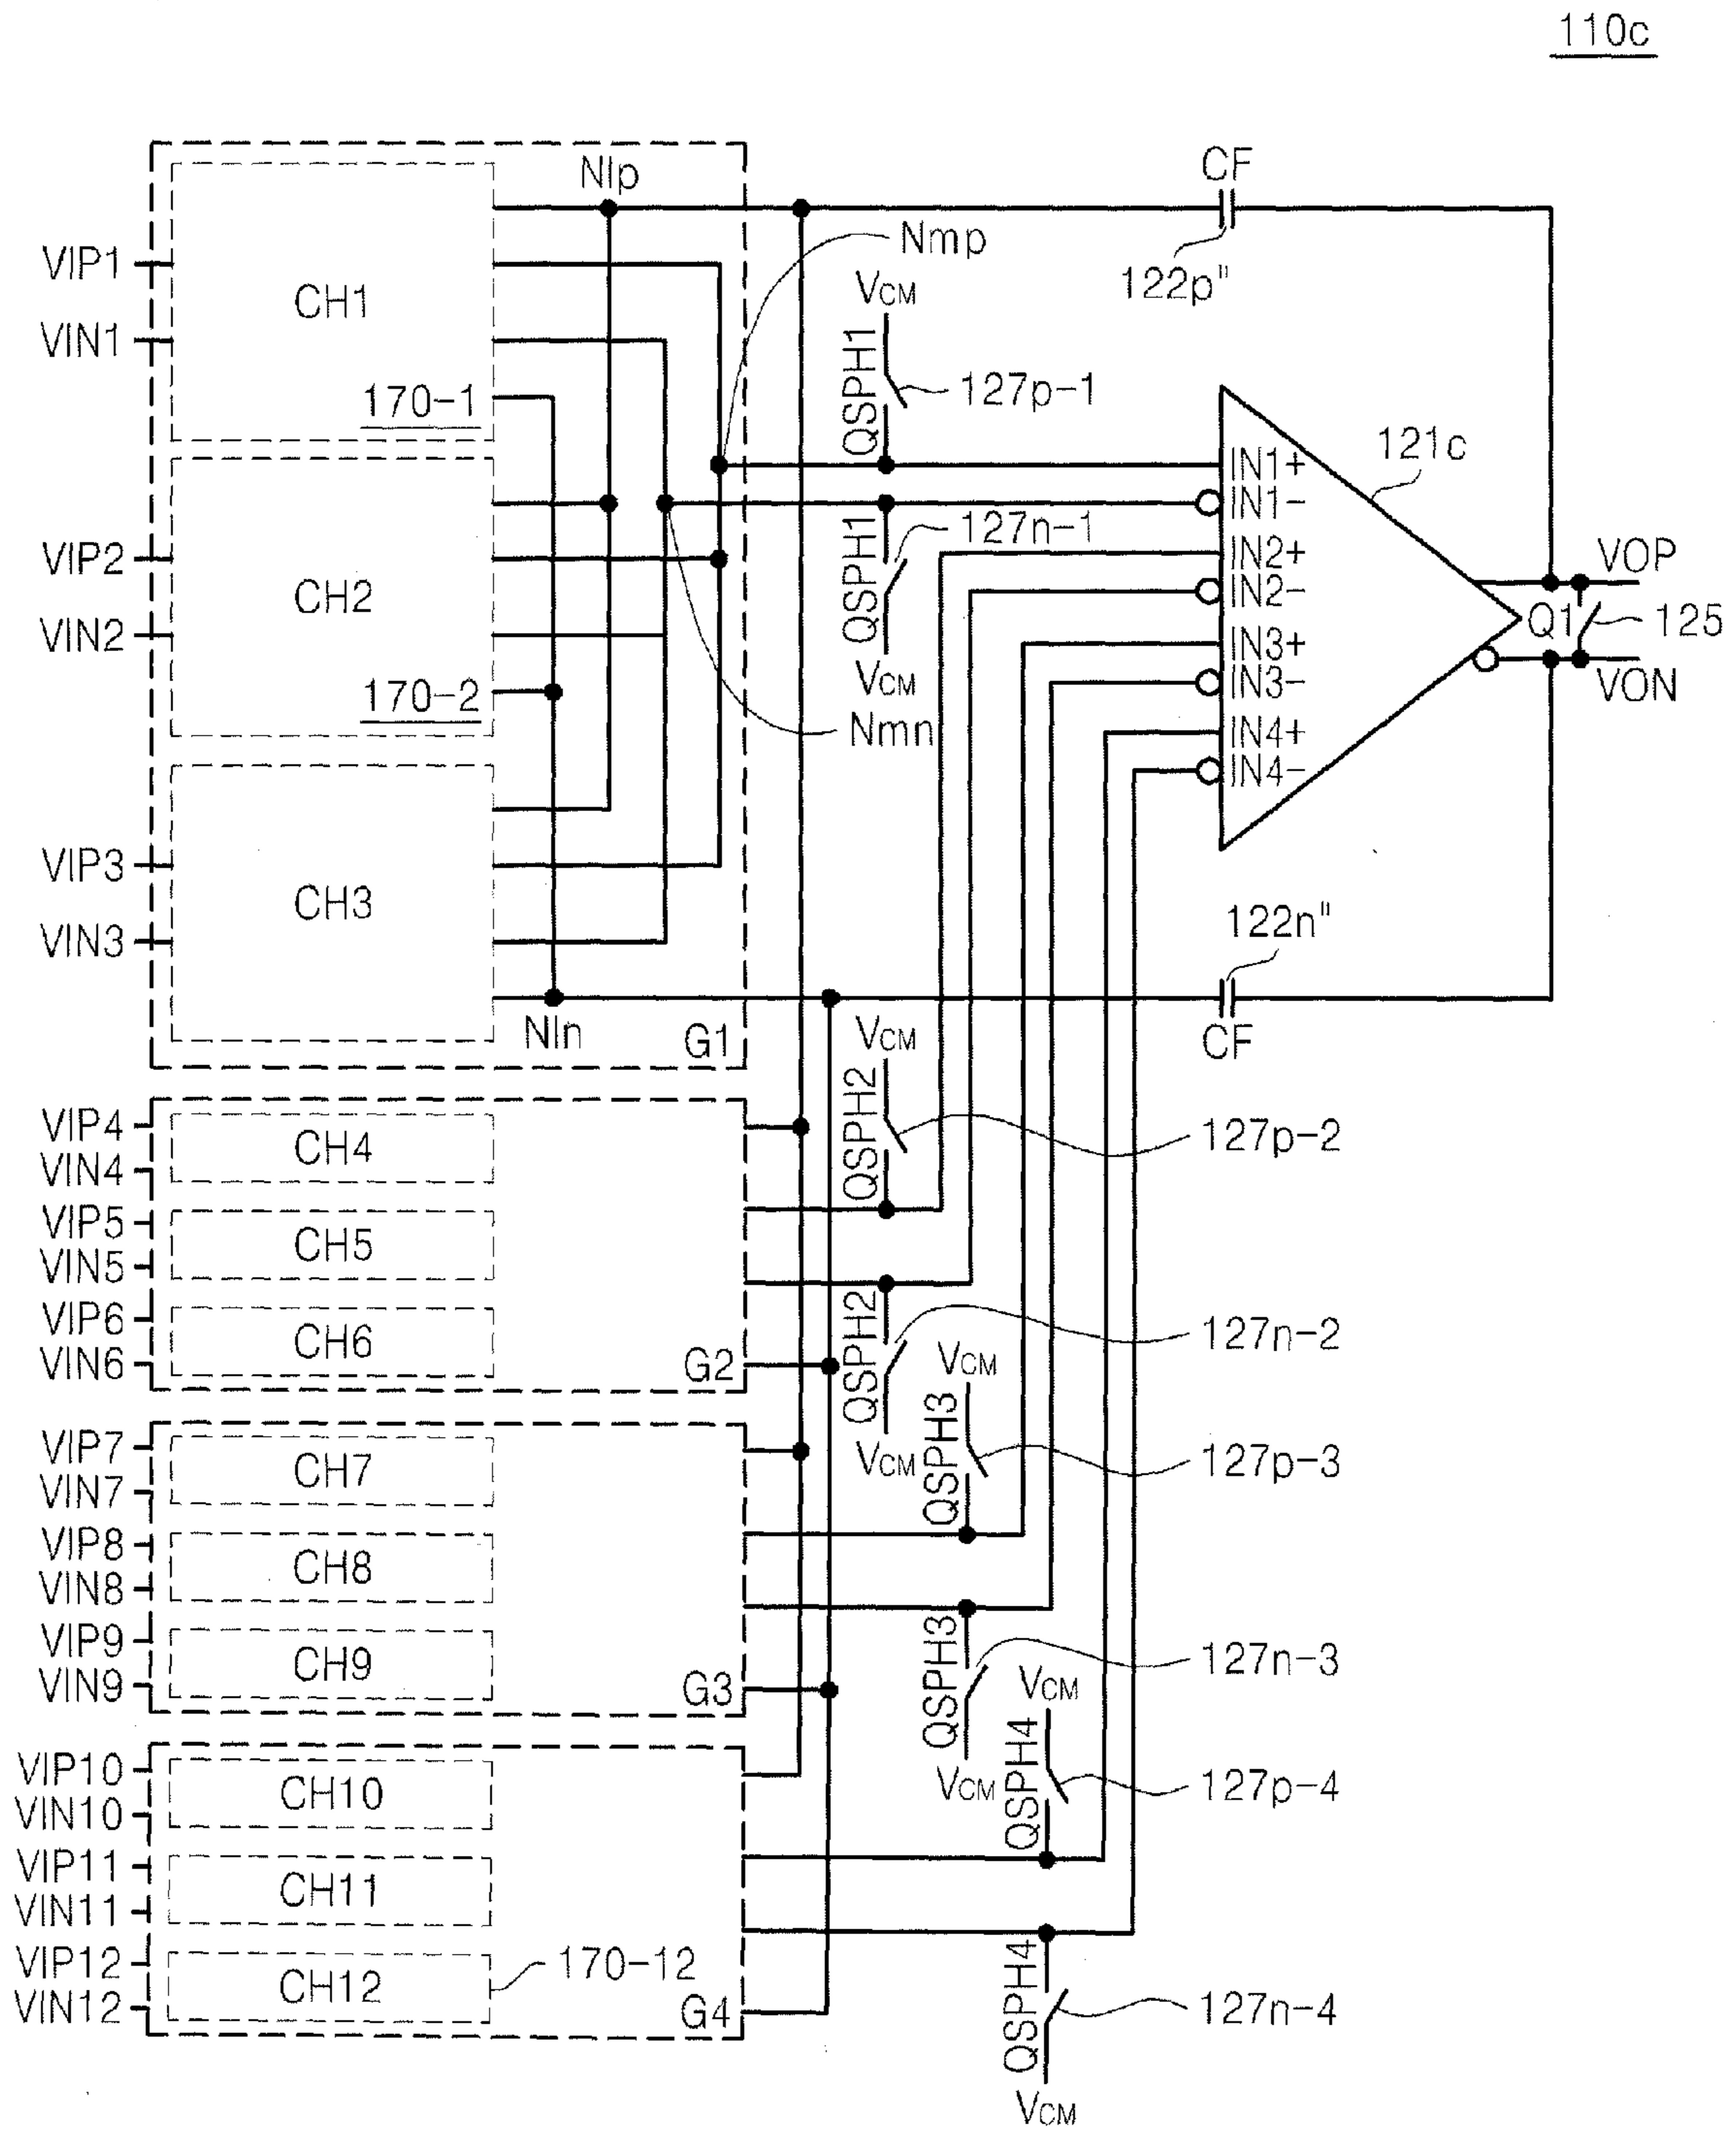 110c
NIp
CF
Nmp
122p"
VIP1
VIN1
CH1
170-1
VCM
QSPH1
127p-1
121c
IN1+
IN1-
IN2+
IN2-
IN3+
IN3-
IN4+
IN4-
QSPH1
127n-1
VCM
VIP2
VIN2
CH2
170-2
Nmn
VOP
Q1
125
VON
VIP3
VIN3
CH3
122n"
NIn
G1
CF
VCM
QSPH2
127p-2
VIP4
VIN4
CH4
VIP5
VIN5
CH5
VIP6
VIN6
CH6
G2
QSPH2
127n-2
VCM
VCM
QSPH3
127p-3
VIP7
VIN7
CH7
VIP8
VIN8
CH8
VIP9
VIN9
CH9
G3
QSPH3
127n-3
VCM
VCM
QSPH4
127p-4
VIP10
VIN10
CH10
VIP11
VIN11
CH11
VIP12
VIN12
CH12
170-12
G4
QSPH4
127n-4
VCM